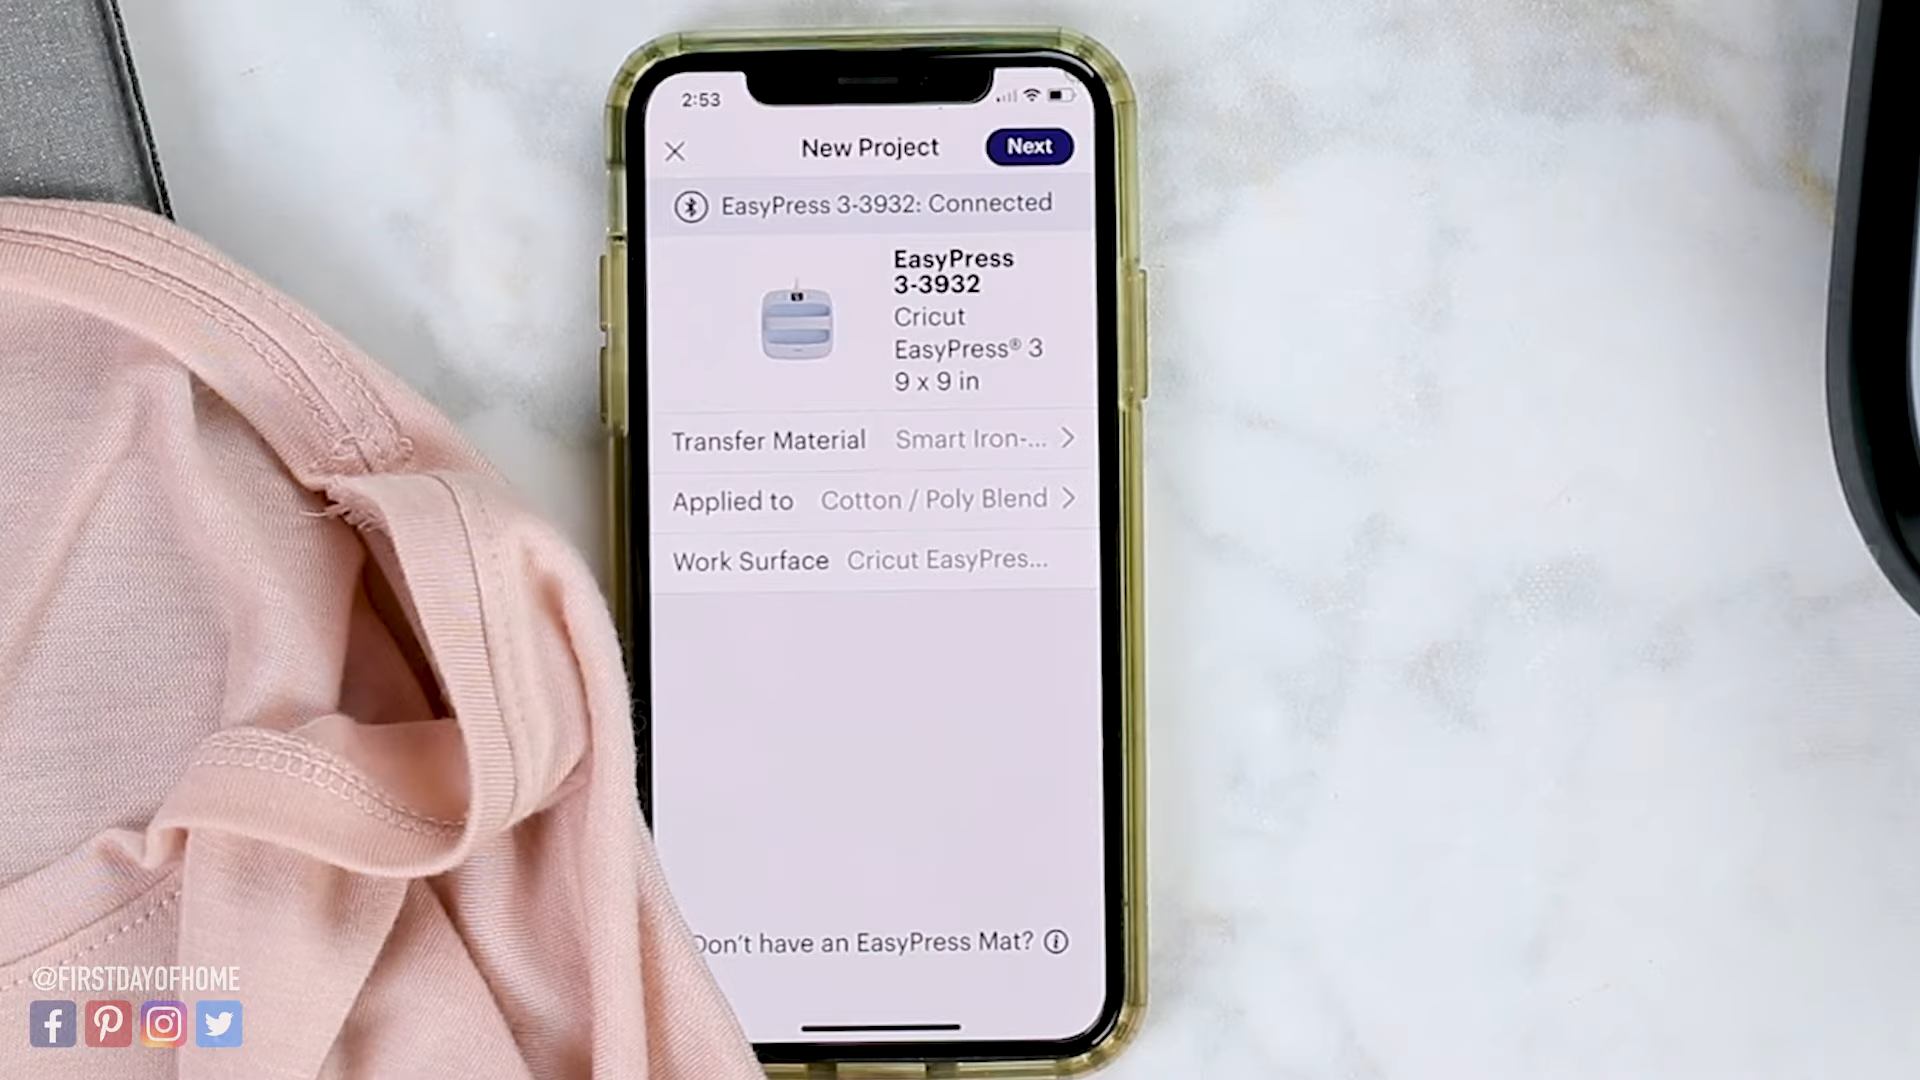 2:53
New Project
Next
EasyPress 3-3932: Connected
EasyPress
3-3932
Cricut
EasyPress® 3
9 x 9 in
Transfer Material Smart Iron-...
Applied to Cotton / Poly Blend
Work Surface Cricut EasyPres...
Don't have an EasyPress Mat?
@FIRSTDAYOFHOME